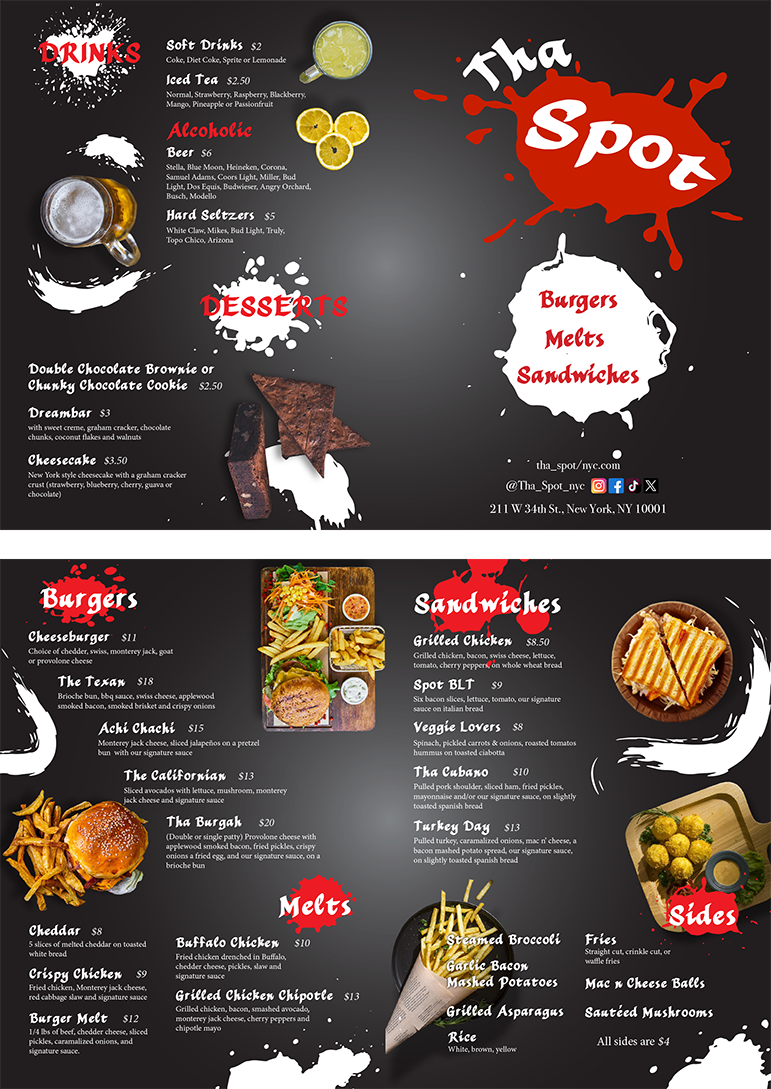 DRINKS
Soft Drinks $2
Coke, Diet Coke, Sprite or Lemonade
Iced Tea $2.50
Normal, Strawberry, Raspberry, Blackberry,
Mango, Pineapple or Passionfruit
Alcoholic
Beer $6
Stella, Blue Moon, Heineken, Corona,
Samuel Adams, Coors Light, Miller, Bud
Light, Dos Equis, Budwieser, Angry Orchard,
Busch, Modello
Hard Seltzers $5
White Claw, Mikes, Bud Light, Truly,
Topo Chico, Arizona
DESSERTS
Double Chocolate Brownie or
Chunky Chocolate Cookie $2.50
Dreambar $3
with sweet creme, graham cracker, chocolate
chunks, coconut flakes and walnuts
Cheesecake $3.50
New York style cheesecake with a graham cracker
crust (strawberry, blueberry, cherry, guava or
chocolate)
Tha
Spot
Burgers
Melts
Sandwiches
tha_spot/nyc.com
@Tha_Spot_nyc
211 W 34th St., New York, NY 10001
Burgers
Cheeseburger $11
Choice of chedder, swiss, monterey jack, goat
or provolone cheese
The Texan $18
Brioche bun, bbq sauce, swiss cheese, applewood
smoked bacon, smoked brisket and crispy onions
Achi Chachi $15
Monterey jack cheese, sliced jalapeños on a pretzel
bun with our signature sauce
The Californian $13
Sliced avocados with lettuce, mushroom, monterey
jack cheese and signature sauce
Tha Burgah $20
(Double or single patty) Provolone cheese with
applewood smoked bacon, fried pickles, crispy
onions a fried egg, and our signature sauce, on a
brioche bun
Melts
Cheddar $8
5 slices of melted cheddar on toasted
white bread
Crispy Chicken $9
Fried chicken, Monterey jack cheese,
red cabbage slaw and signature sauce
Burger Melt $12
1/4 lbs of beef, chedder cheese, sliced
pickles, caramalized onions, and
signature sauce.
Buffalo Chicken $10
Fried chicken drenched in Buffalo,
chedder cheese, pickles, slaw and
signature sauce
Grilled Chicken Chipotle $13
Grilled chicken, bacon, smashed avocado,
monterey jack cheese, cherry peppers and
chipotle mayo
Sandwiches
Grilled Chicken $8.50
Grilled chicken, bacon, swiss cheese, lettuce,
tomato, cherry peppers, on whole wheat bread
Spot BLT $9
Six bacon slices, lettuce, tomato, our signature
sauce on italian bread
Veggie Lovers $8
Spinach, pickled carrots & onions, roasted tomatos
hummus on toasted ciabotta
Tha Cubano $10
Pulled pork shoulder, sliced ham, fried pickles,
mayonnaise and/or our signature sauce, on slightly
toasted spanish bread
Turkey Day $13
Pulled turkey, caramalized onions, mac n' cheese, a
bacon mashed potato spread, our signature sauce,
on slightly toasted spanish bread
Sides
Steamed Broccoli
Garlic Bacon
Mashed Potatoes
Grilled Asparagus
Rice
White, brown, yellow
Fries
Straight cut, crinkle cut, or
waffle fries
Mac n Cheese Balls
Sautéed Mushrooms
All sides are $4